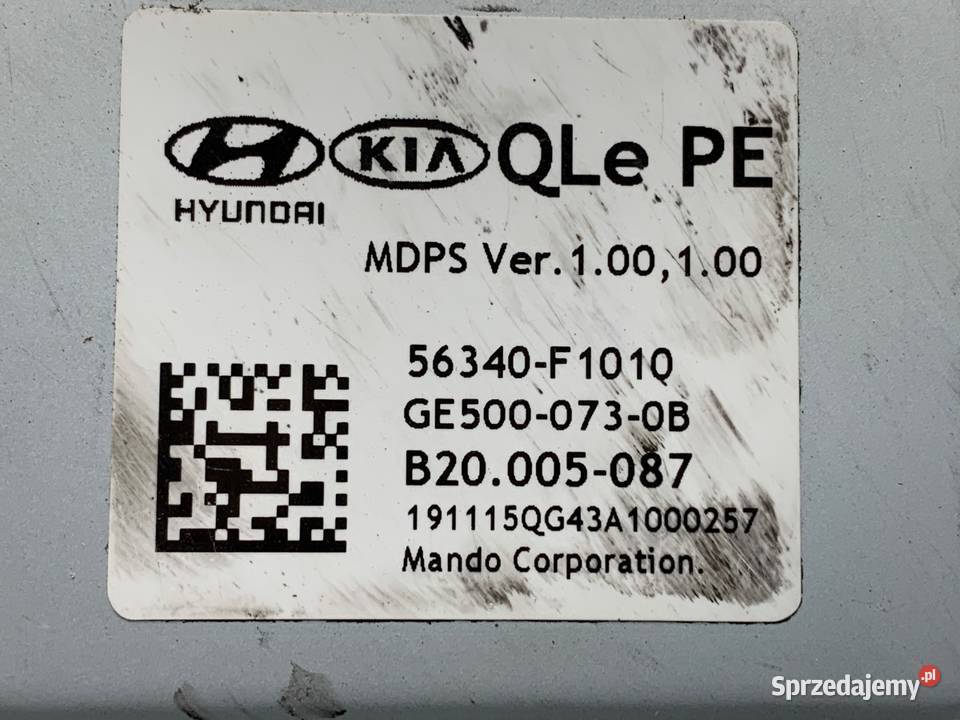 KIA QLe PE
HYUNDAI
MDPS Ver.1.00,1.00
56340-F101Q
GE500-073-0B
B20.005-087
191115QG43A1000257
Mando Corporation.
Sprzedajemy.pl